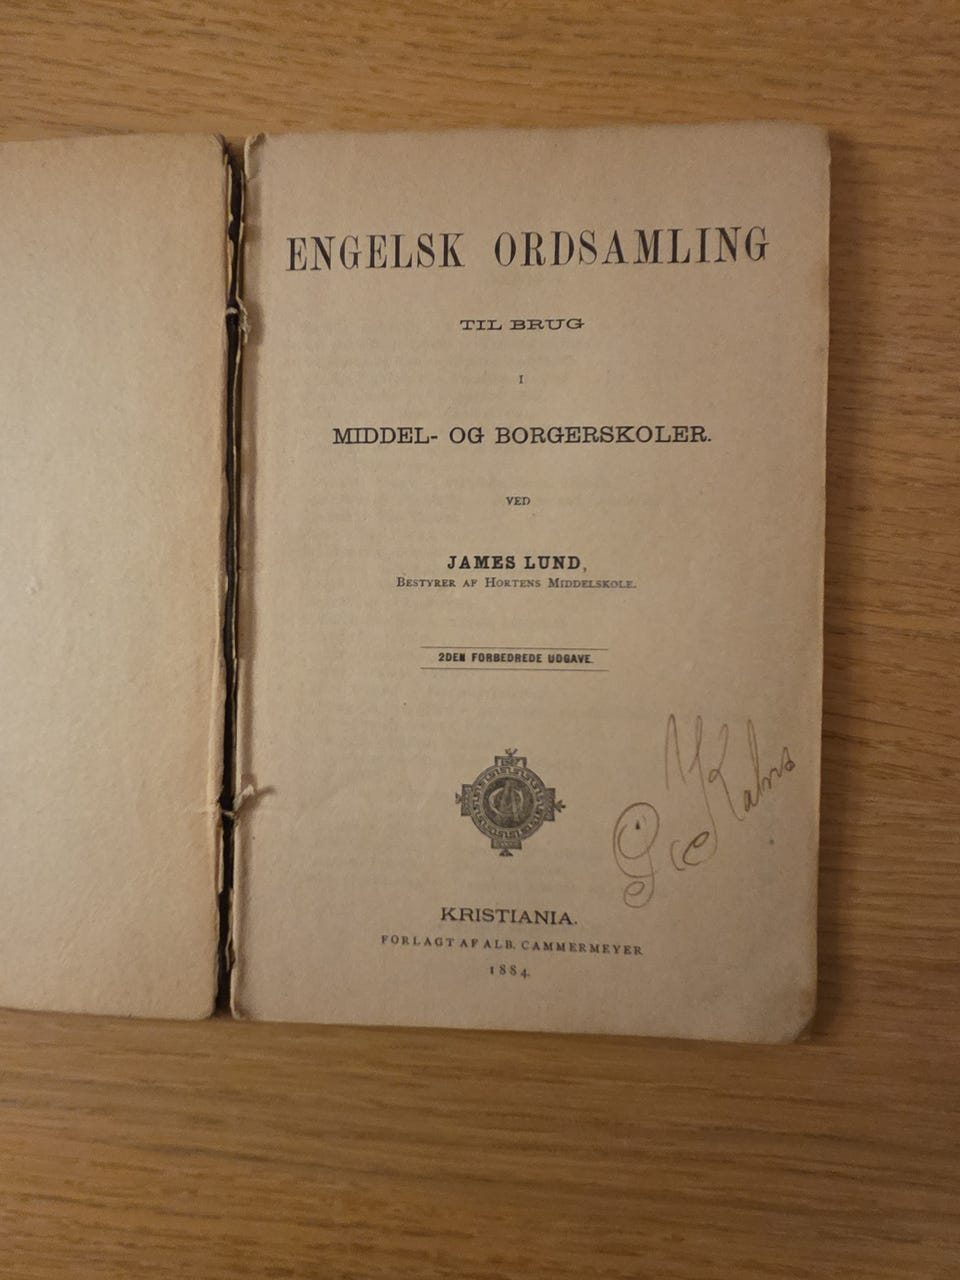 ENGELSK ORDSAMLING
TIL BRUG
I
MIDDEL- OG BORGERSKOLER.
VED
JAMES LUND,
BESTYRER AF HORTENS MIDDELSKOLE.
2DEN FORBEDREDE UDGAVE.
KRISTIANIA.
FORLAGT AF ALB. CAMMERMEYER
1884.